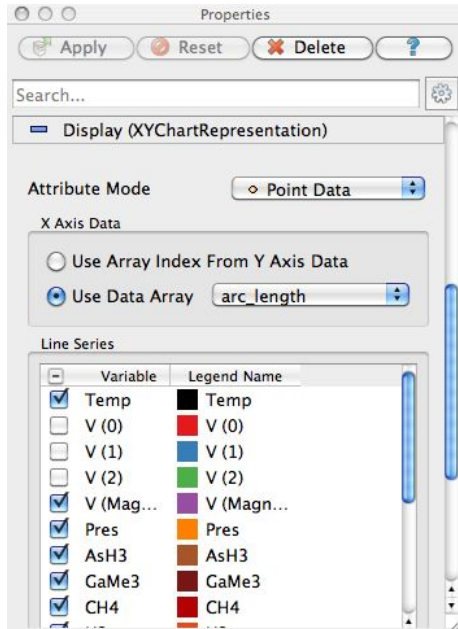 Properties
Apply Reset Delete ?
Search...
Display (XYChartRepresentation)
Attribute Mode Point Data
X Axis Data
Use Array Index From Y Axis Data
Use Data Array arc_length
Line Series
Variable Legend Name
Temp Temp
V (0) V (0)
V (1) V (1)
V (2) V (2)
V (Mag... V (Magn...
Pres Pres
AsH3 AsH3
GaMe3 GaMe3
CH4 CH4